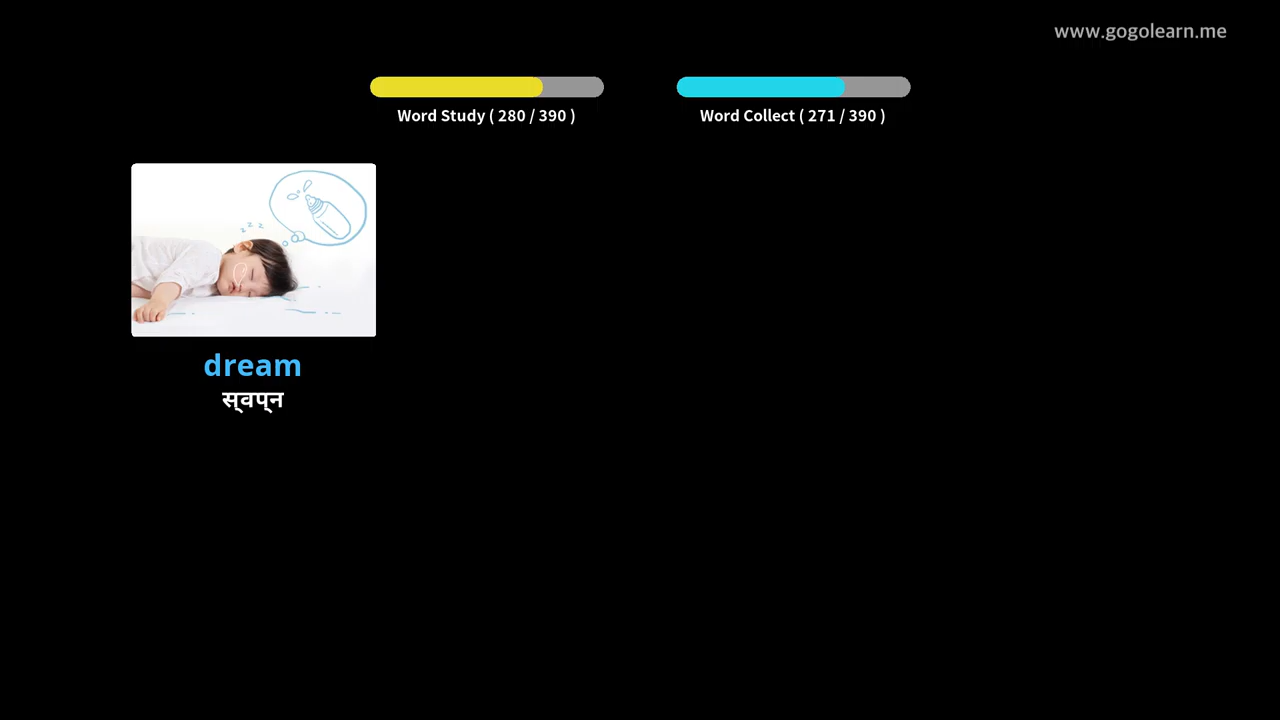 www.gogolearn.me
Word Study ( 280 / 390 )
Word Collect ( 271 / 390 )
z z z
dream
स्वप्न